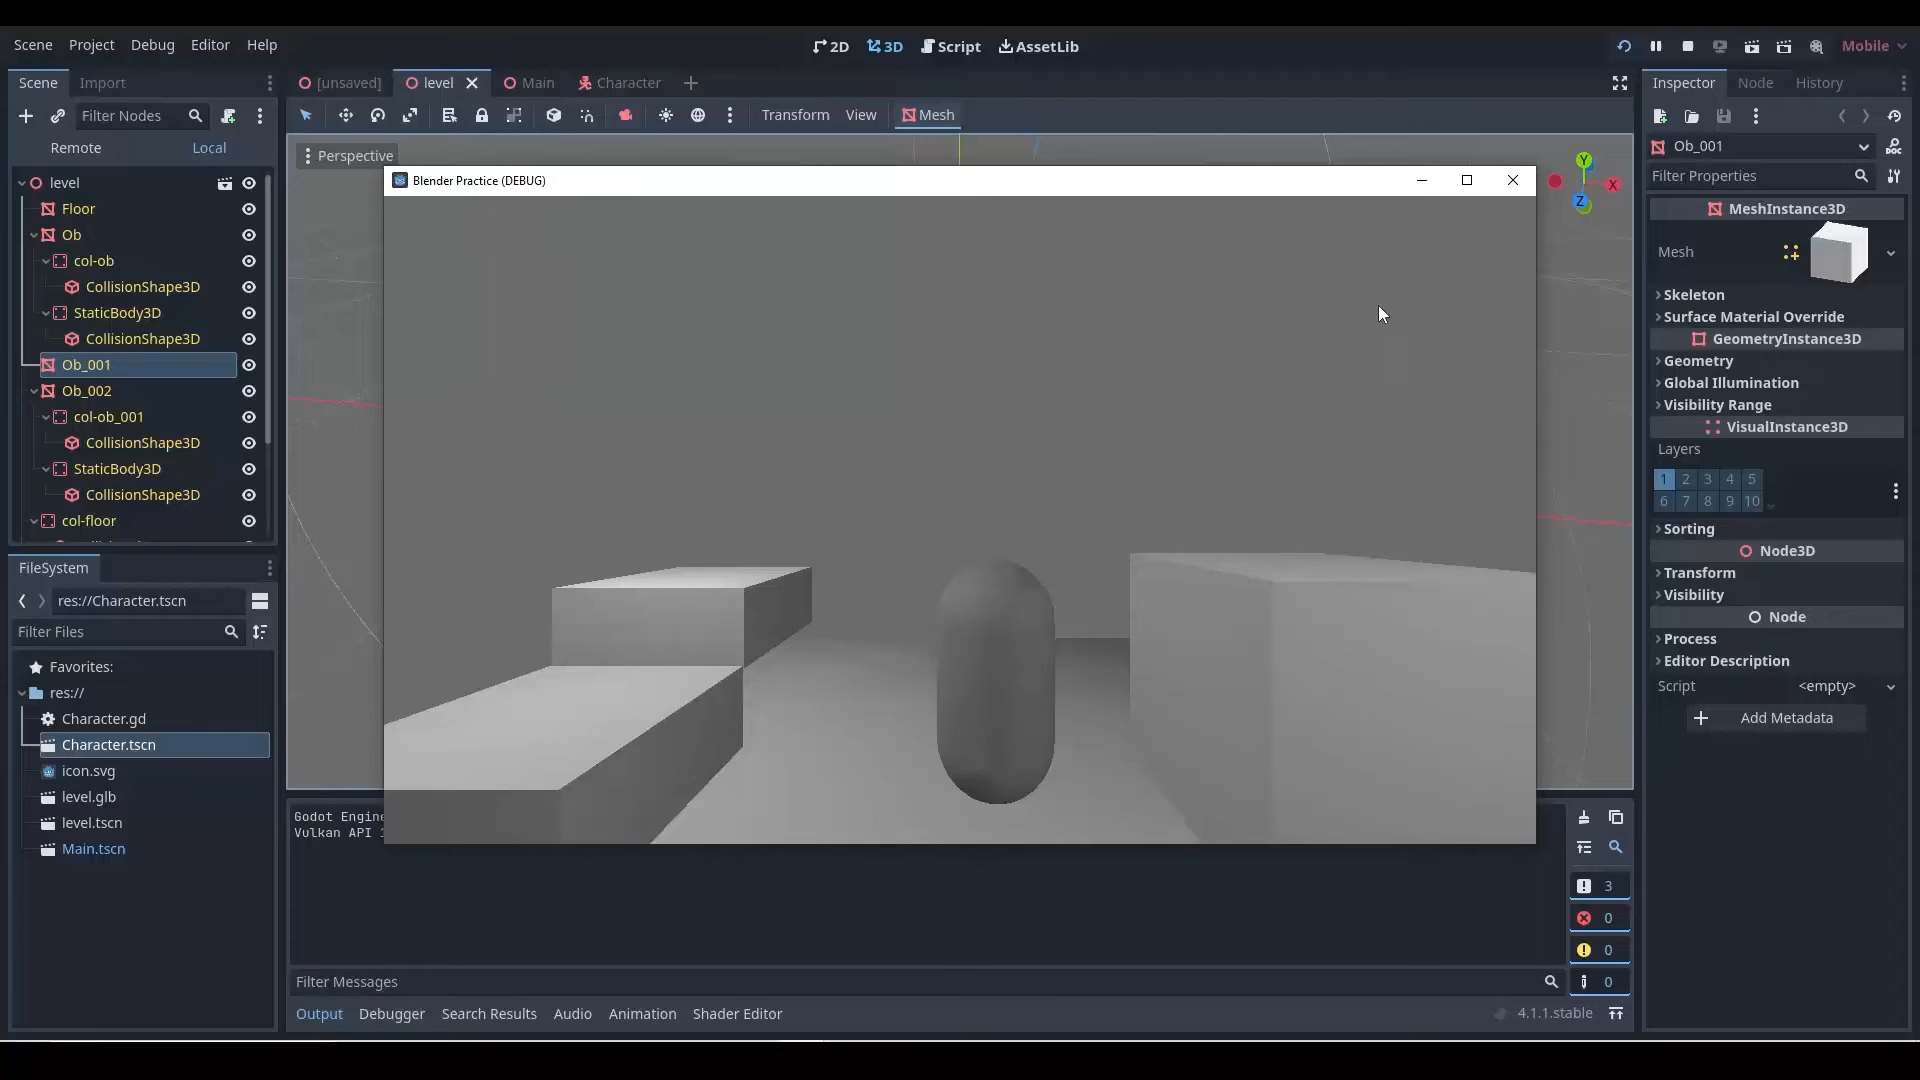 Scene Project Debug Editor Help
2D 3D Script AssetLib
Mobile
Scene Import
[unsaved] level Main Character
Inspector Node History
Filter Nodes
Transform View Mesh
Remote Local
Perspective
Ob_001
Filter Properties
level
Floor
Ob
col-ob
CollisionShape3D
StaticBody3D
CollisionShape3D
Ob_001
Ob_002
col-ob_001
CollisionShape3D
StaticBody3D
CollisionShape3D
col-floor
Blender Practice (DEBUG)
Y
X
Z
MeshInstance3D
Mesh
Skeleton
Surface Material Override
GeometryInstance3D
Geometry
Global Illumination
Visibility Range
VisualInstance3D
Layers
1 2 3 4 5
6 7 8 9 10
Sorting
Node3D
Transform
Visibility
Node
Process
Editor Description
Script <empty>
Add Metadata
FileSystem
res://Character.tscn
Filter Files
Favorites:
res://
Character.gd
Character.tscn
icon.svg
level.glb
level.tscn
Main.tscn
Godot Engine
Vulkan API
3
0
0
0
Filter Messages
Output Debugger Search Results Audio Animation Shader Editor
4.1.1.stable